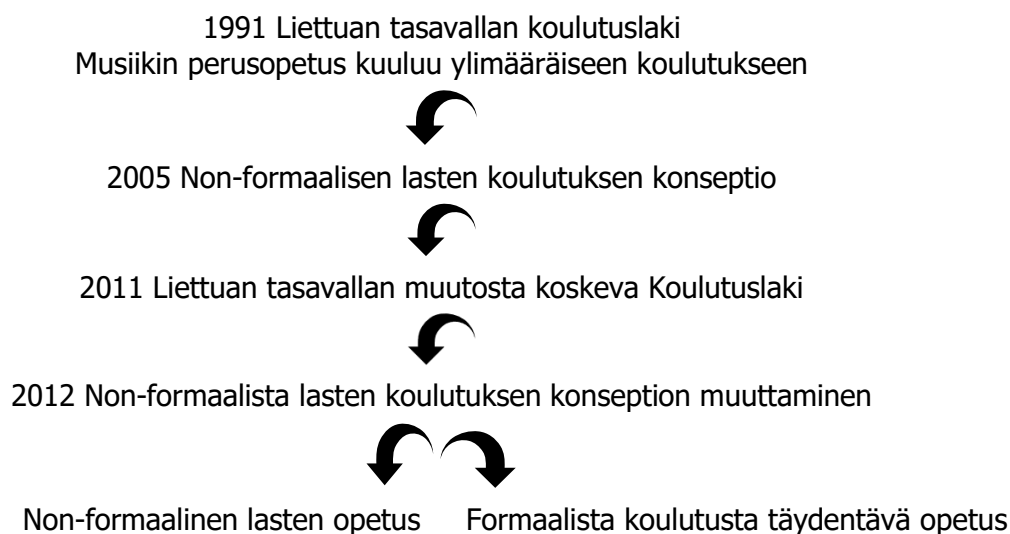 1991 Liettuan tasavallan koulutuslaki
Musiikin perusopetus kuuluu ylimääräiseen koulutukseen
2005 Non-formaalisen lasten koulutuksen konseptio
2011 Liettuan tasavallan muutosta koskeva Koulutuslaki
2012 Non-formaalista lasten koulutuksen konseption muuttaminen
Non-formaalinen lasten opetus Formaalista koulutusta täydentävä opetus